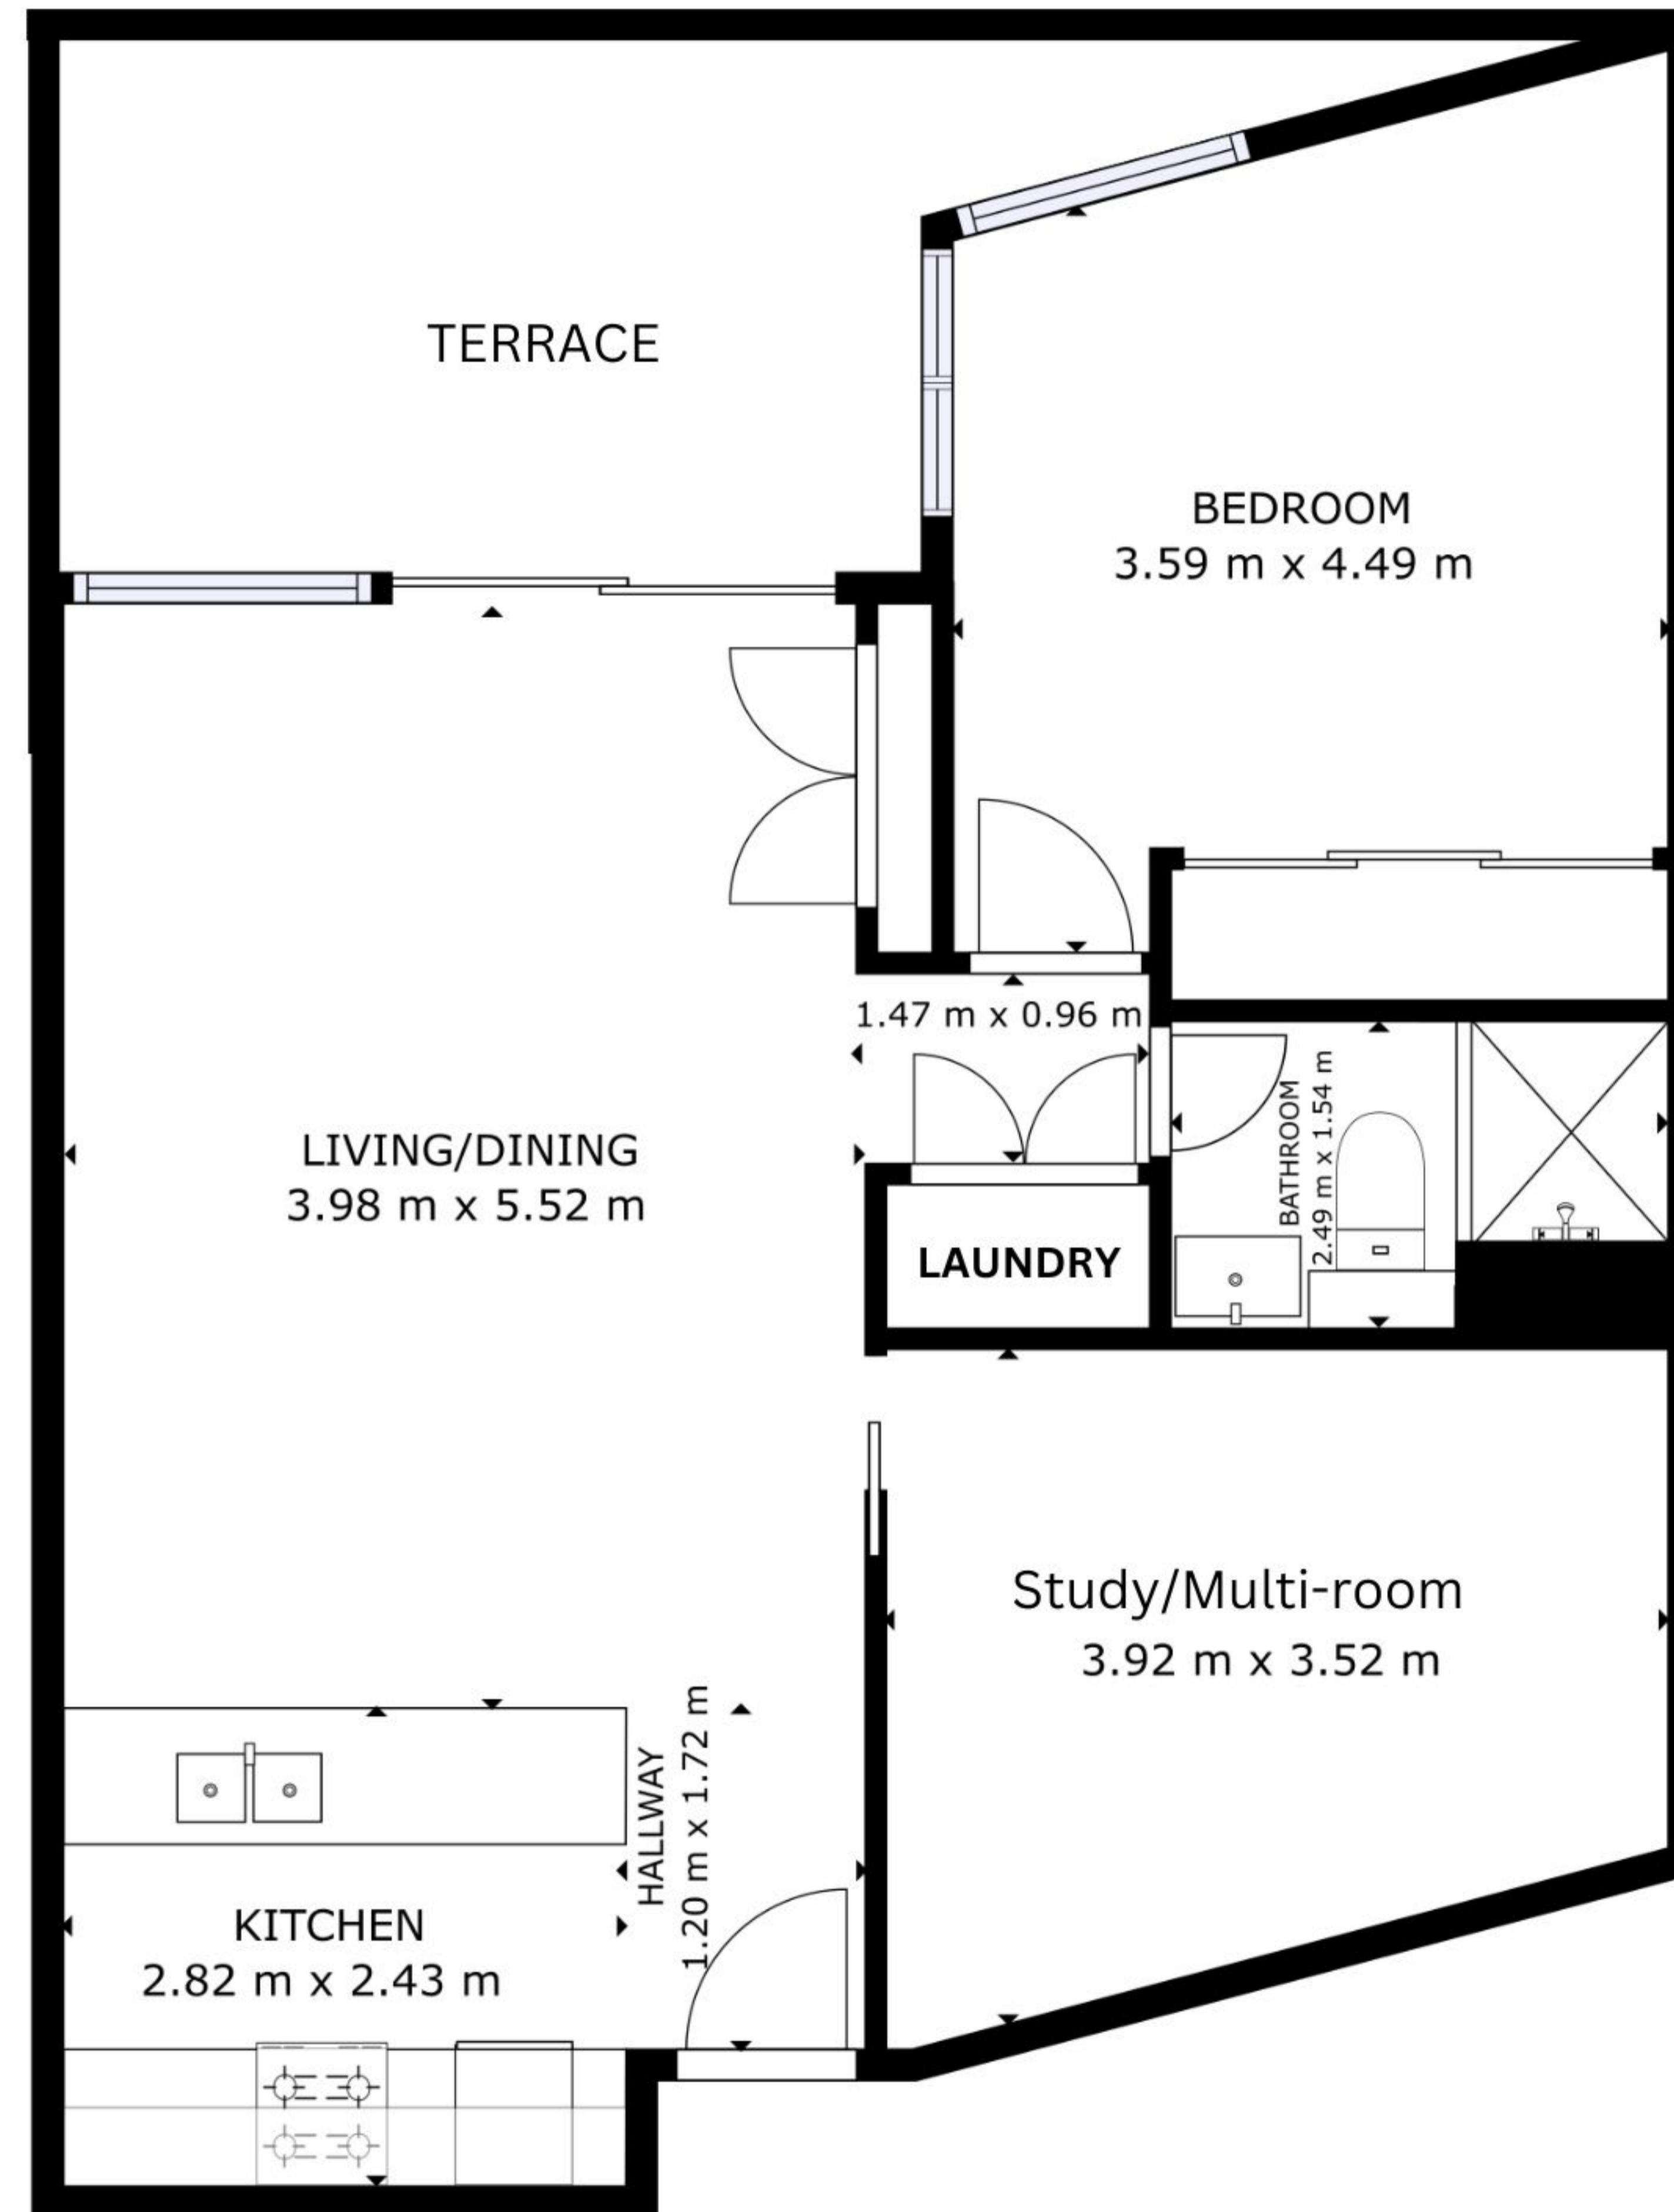 TERRACE
BEDROOM
3.59 m x 4.49 m
1.47 m x 0.96 m
BATHROOM
2.49 m x 1.54 m
LIVING/DINING
3.98 m x 5.52 m
LAUNDRY
Study/Multi-room
3.92 m x 3.52 m
HALLWAY
1.20 m x 1.72 m
KITCHEN
2.82 m x 2.43 m